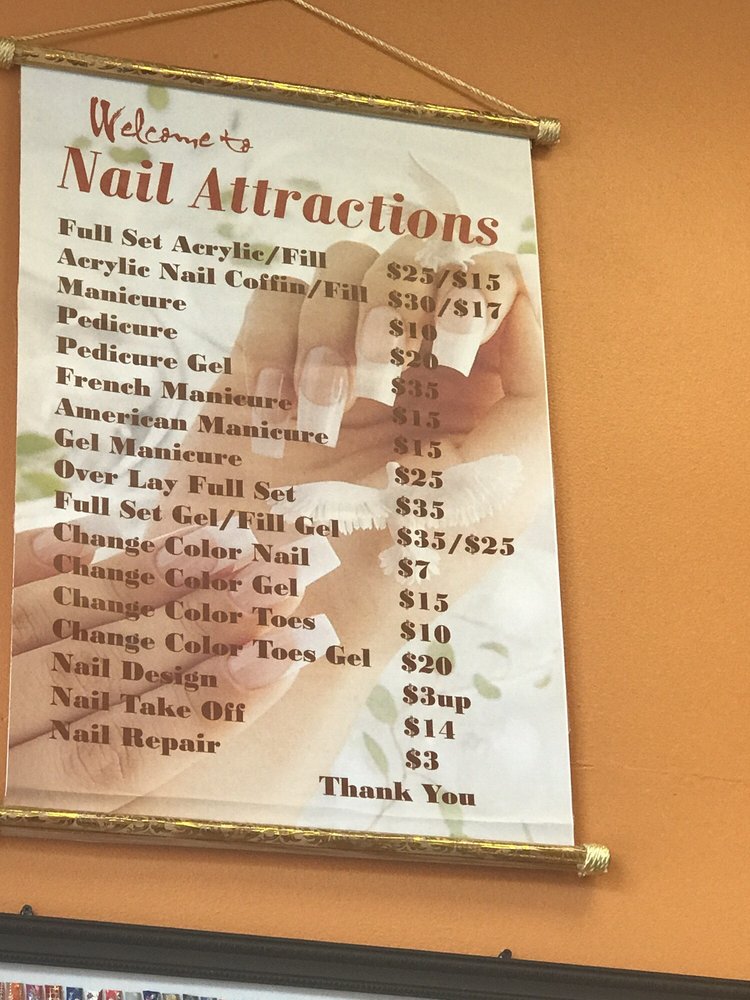 Welcome to
Nail Attractions
Full Set Acrylic/Fill $25/$15
Acrylic Nail Coffin/Fill $30/$17
Manicure $10
Pedicure $20
Pedicure Gel $35
French Manicure $15
American Manicure $15
Gel Manicure $25
Over Lay Full Set $35
Full Set Gel/Fill Gel $35/$25
Change Color Nail $7
Change Color Gel $15
Change Color Toes $10
Change Color Toes Gel $20
Nail Design $3up
Nail Take Off $14
Nail Repair $3
Thank You